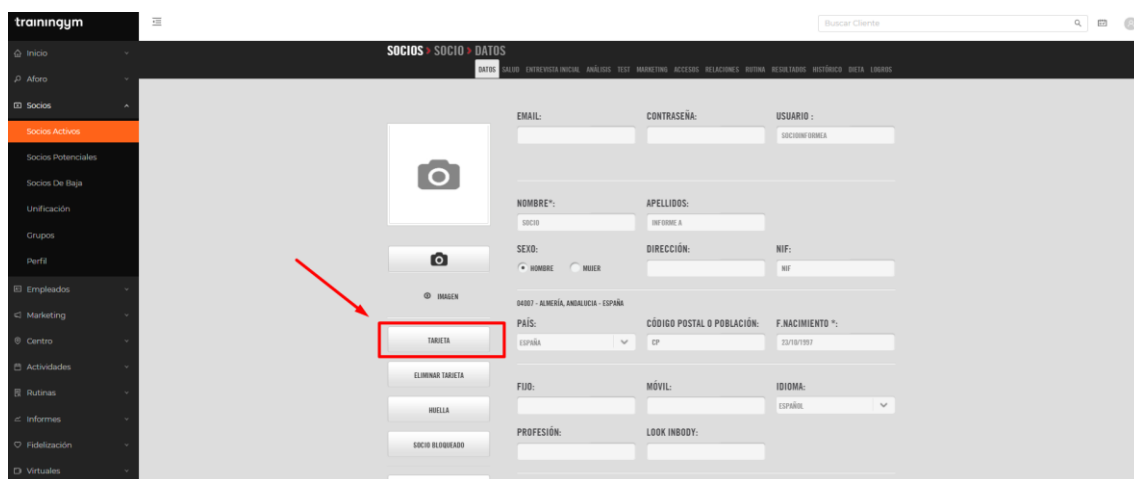 trainingym
Buscar Cliente
Inicio
Aforo
Socios
Socios Activos
Socios Potenciales
Socios De Baja
Unificación
Grupos
Perfil
Empleados
Marketing
Centro
Actividades
Rutinas
Informes
Fidelización
Virtuales
SOCIOS > SOCIO > DATOS
DATOS SALUD ENTREVISTA INICIAL ANÁLISIS TEST MARKETING ACCESOS RELACIONES RUTINA RESULTADOS HISTÓRICO DIETA LOGROS
IMAGEN
TARJETA
ELIMINAR TARJETA
HUELLA
SOCIO BLOQUEADO
EMAIL: CONTRASEÑA: USUARIO :
SOCIOINFORMEA
NOMBRE*: APELLIDOS:
SOCIO INFORME A
SEXO: DIRECCIÓN: NIF:
HOMBRE MUJER NIF
04007 - ALMERÍA, ANDALUCIA - ESPAÑA
PAÍS: CÓDIGO POSTAL O POBLACIÓN: F.NACIMIENTO *:
ESPAÑA CP 23/10/1997
FIJO: MÓVIL: IDIOMA:
ESPAÑOL
PROFESIÓN: LOOK INBODY: